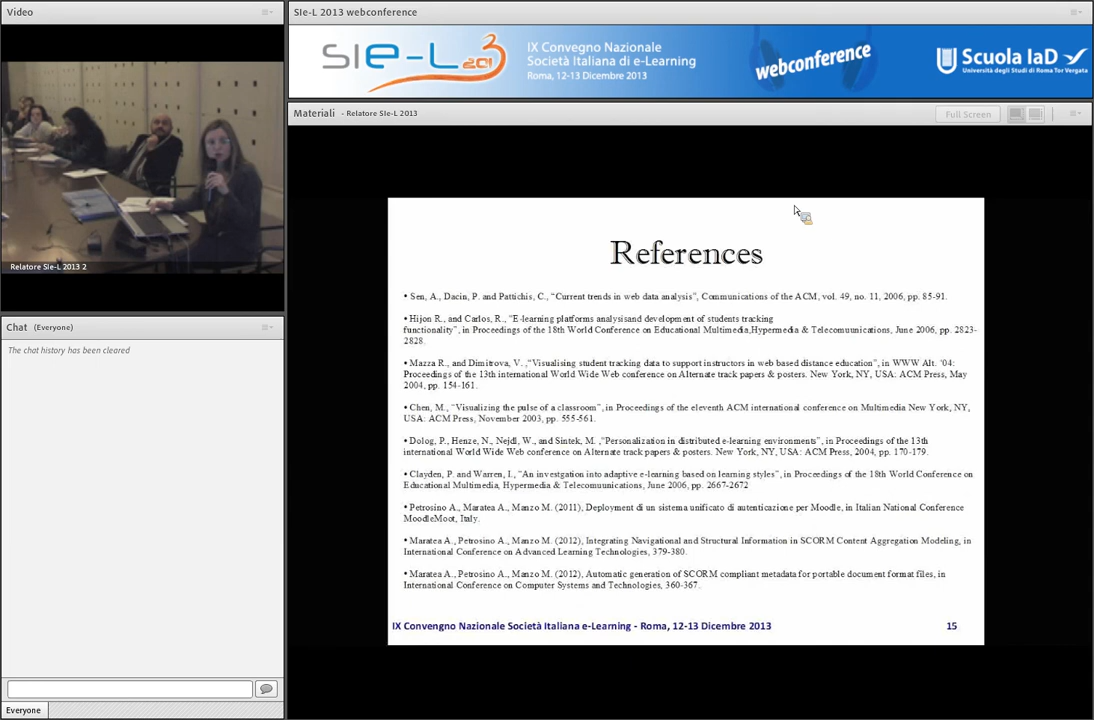 Video
SIe-L 2013 webconference
SIe-L 2013
IX Convegno Nazionale
Società Italiana di e-Learning
Roma, 12-13 Dicembre 2013
webconference
Scuola IaD
Università degli Studi di Roma Tor Vergata
Materiali - Relatore SIe-L 2013
Full Screen
Relatore SIe-L 2013 2
Chat (Everyone)
The chat history has been cleared
Everyone
References
• Sen, A., Dacin, P. and Pattichis, C., “Current trends in web data analysis”, Communications of the ACM, vol. 49, no. 11, 2006, pp. 85-91.
• Hijon R., and Carlos, R., “E-learning platforms analysisand development of students tracking
functionality”, in Proceedings of the 18th World Conference on Educational Multimedia,Hypermedia & Telecomunnications, June 2006, pp. 2823-
2828.
• Mazza R., and Dimitrova, V. ,“Visualising student tracking data to support instructors in web based distance education”, in WWW Alt. '04:
Proceedings of the 13th international World Wide Web conference on Alternate track papers & posters. New York, NY, USA: ACM Press, May
2004, pp. 154-161.
• Chen, M., “Visualizing the pulse of a classroom”, in Proceedings of the eleventh ACM international conference on Multimedia New York, NY,
USA: ACM Press, November 2003, pp. 555-561.
• Dolog, P., Henze, N., Nejdl, W., and Sintek, M. ,“Personalization in distributed e-learning environments”, in Proceedings of the 13th
international World Wide Web conference on Alternate track papers & posters. New York, NY, USA: ACM Press, 2004, pp. 170-179.
• Clayden, P. and Warren, I., “An investgation into adaptive e-learning based on learning styles”, in Proceedings of the 18th World Conference on
Educational Multimedia, Hypermedia & Telecomuunications, June 2006, pp. 2667-2672
• Petrosino A., Maratea A., Manzo M. (2011), Deployment di un sistema unificato di autenticazione per Moodle, in Italian National Conference
MoodleMoot, Italy.
• Maratea A., Petrosino A., Manzo M. (2012), Integrating Navigational and Structural Information in SCORM Content Aggregation Modeling, in
International Conference on Advanced Learning Technologies, 379-380.
• Maratea A., Petrosino A., Manzo M. (2012), Automatic generation of SCORM compliant metadata for portable document format files, in
International Conference on Computer Systems and Technologies, 360-367.
IX Convengno Nazionale Società Italiana e-Learning - Roma, 12-13 Dicembre 2013 15